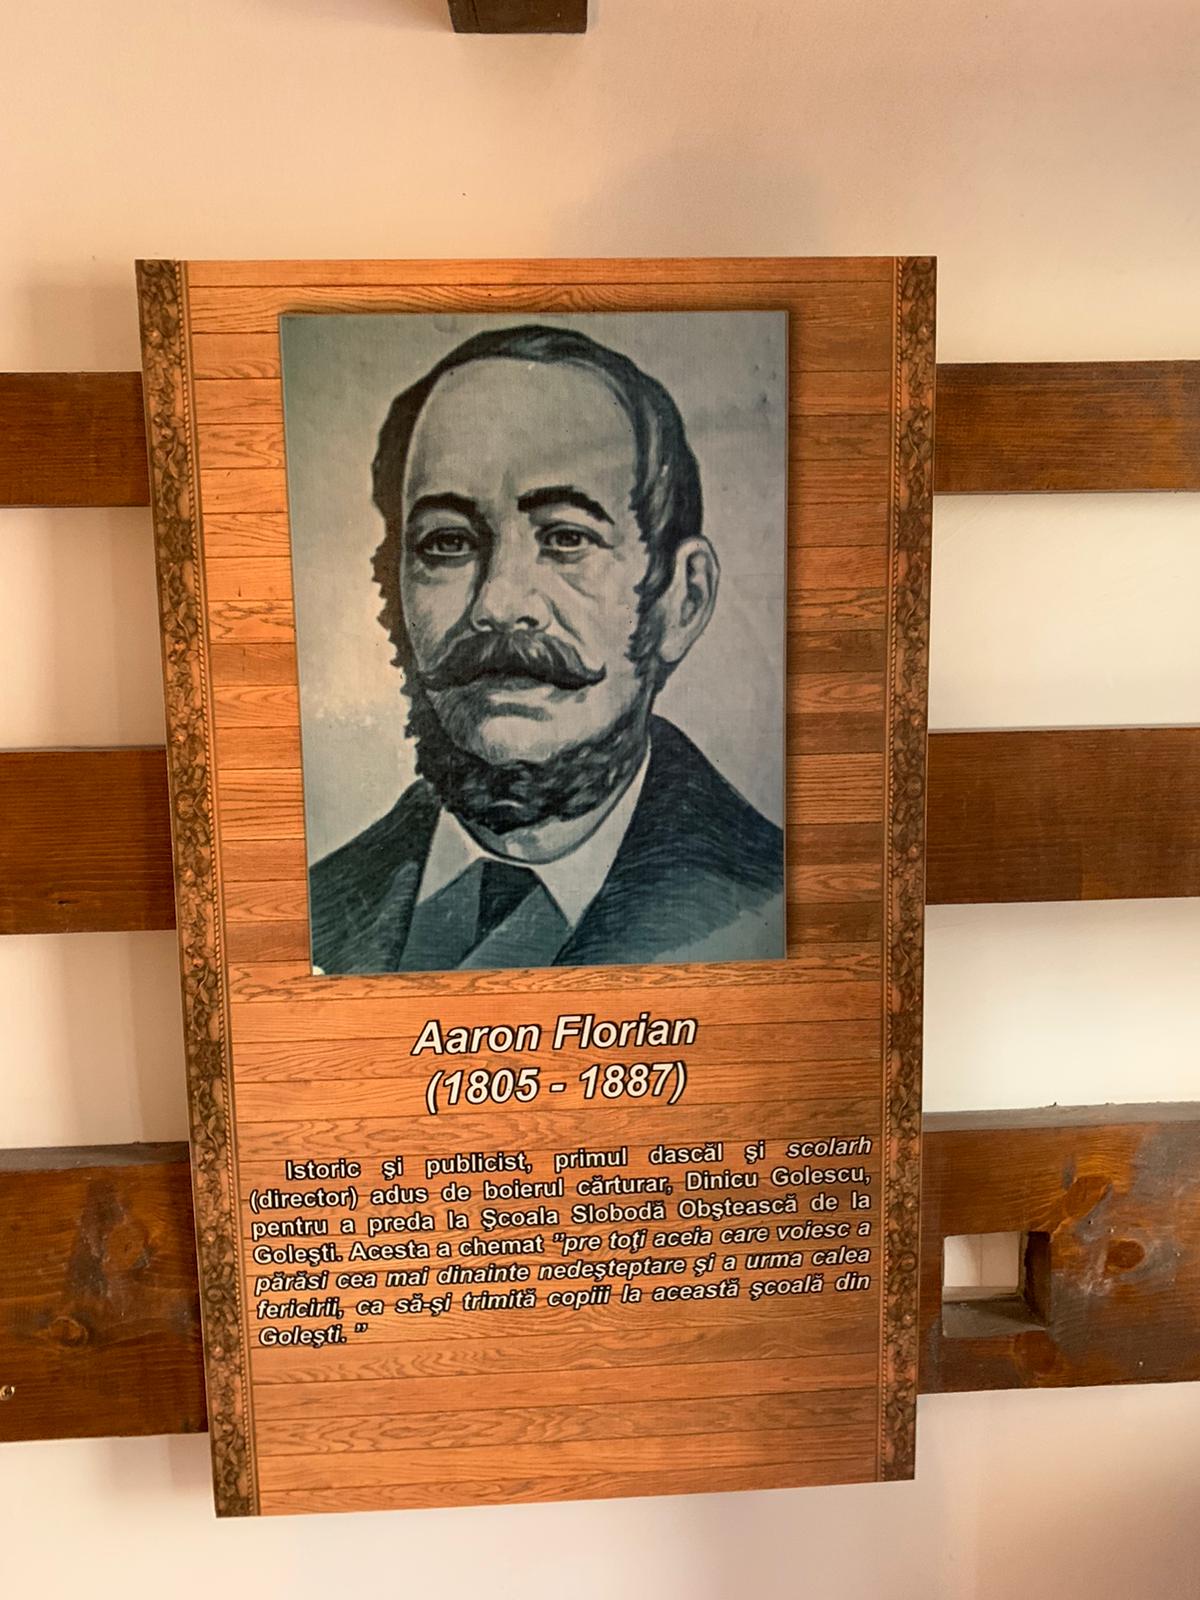 Aaron Florian
(1805 - 1887)
Istoric şi publicist, primul dascăl şi scolarh
(director) adus de boierul cărturar, Dinicu Golescu,
pentru a preda la Şcoala Slobodă Obştească de la
Goleşti. Acesta a chemat ”pre toţi aceia care voiesc a
părăsi cea mai dinainte nedeşteptare şi a urma calea
fericirii, ca să-şi trimită copiii la această şcoală din
Goleşti. ”